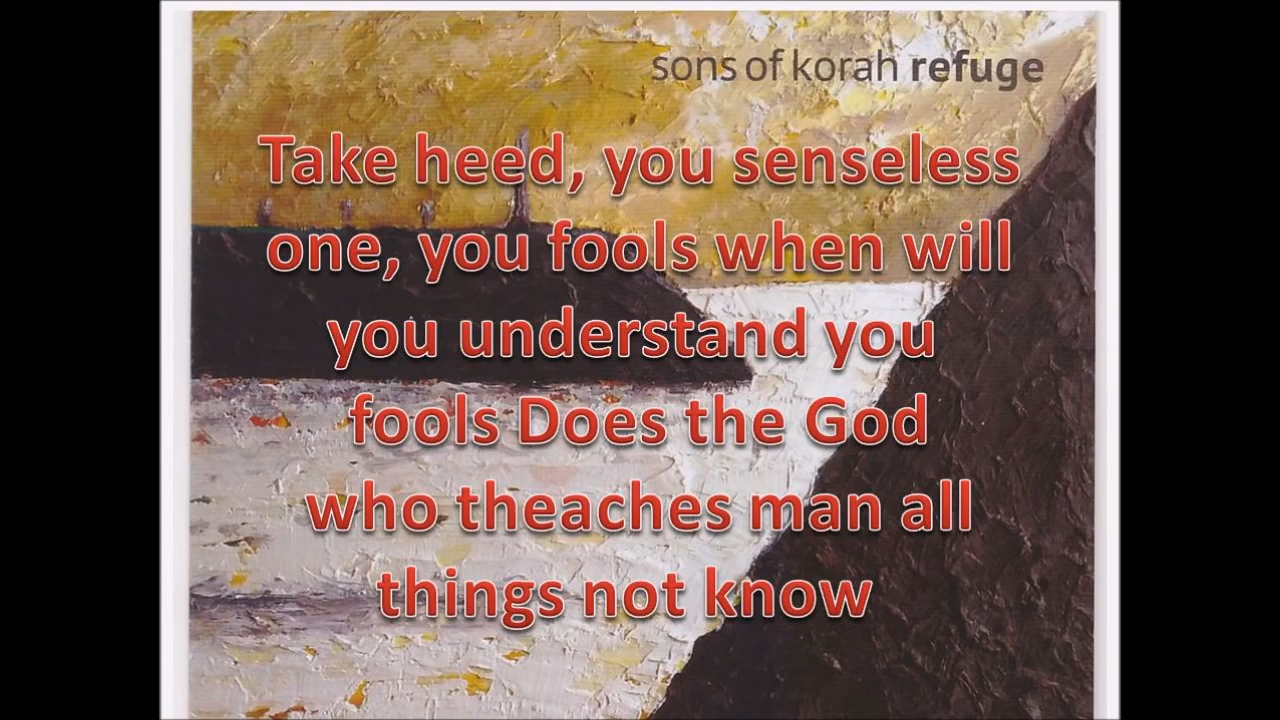 sons of korah refuge
Take heed, you senseless
one, you fools when will
you understand you
fools Does the God
who theaches man all
things not know